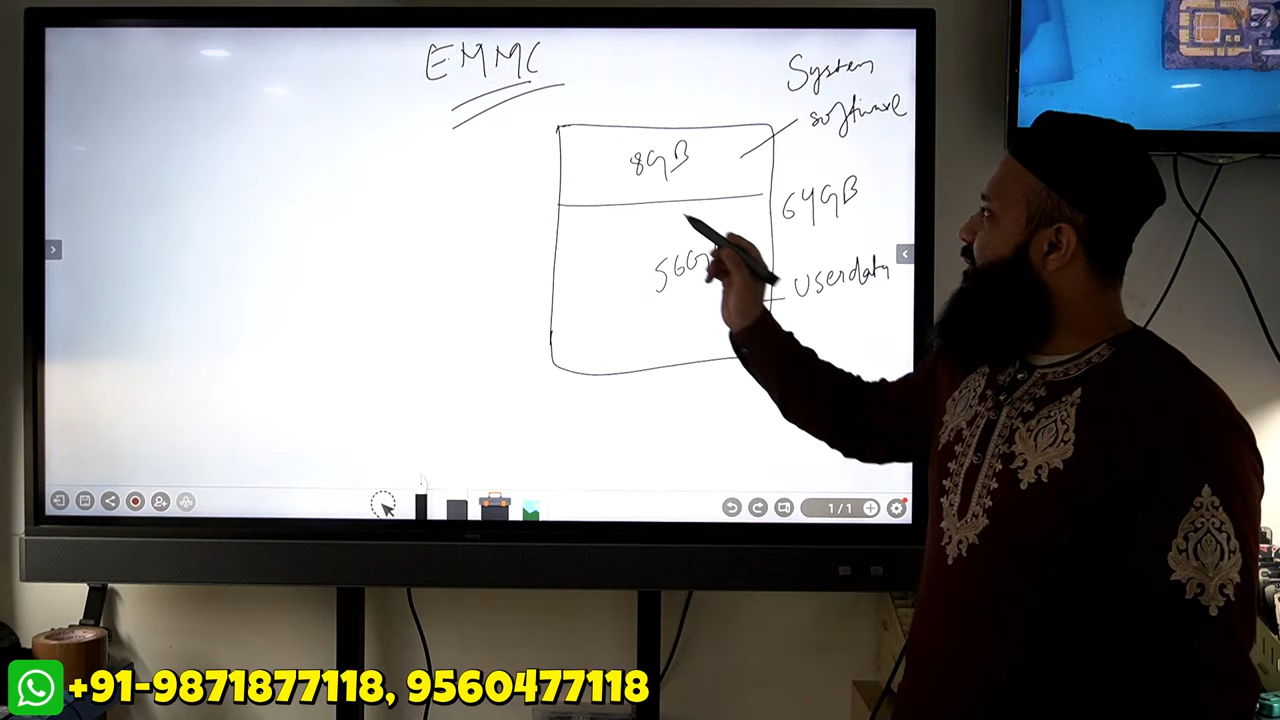 EMMC
System
software
8GB
64GB
56G
userdata
1/1
+91-9871877118, 9560477118